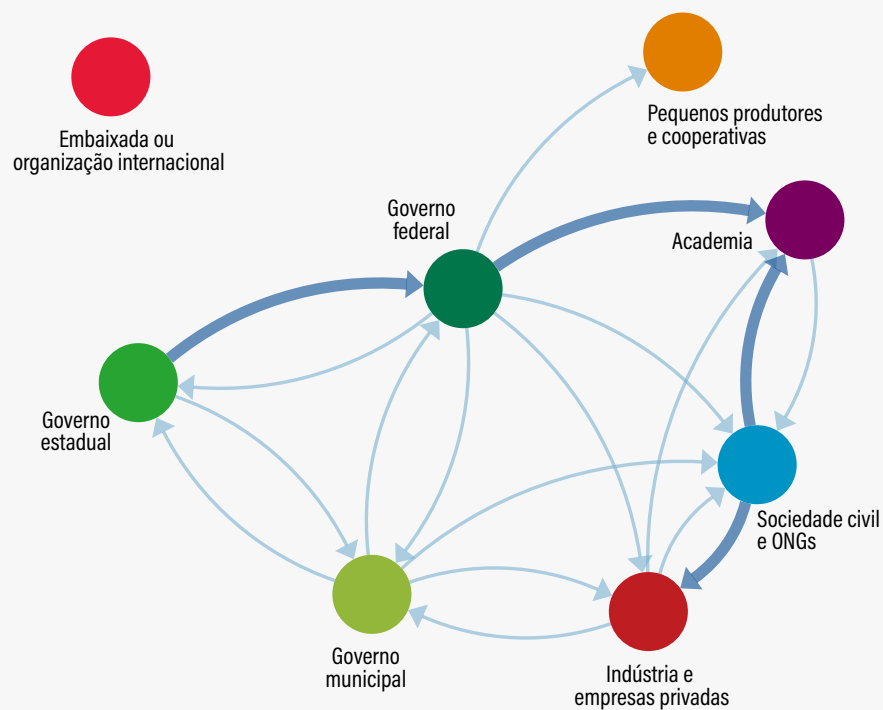 Embaixada ou
organização internacional
Pequenos produtores
e cooperativas
Governo
federal
Academia
Governo
estadual
Sociedade civil
e ONGs
Governo
municipal
Indústria e
empresas privadas